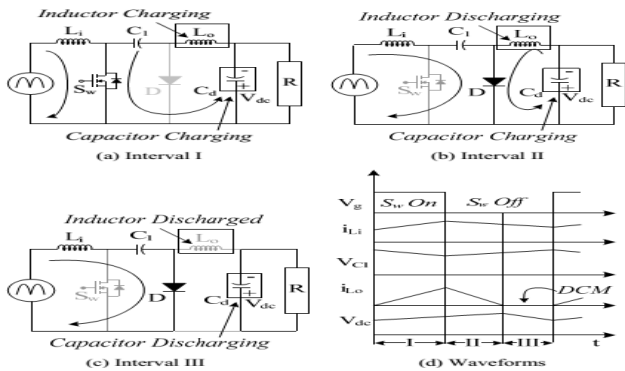 Inductor Charging
Li
C1
Lo
Sw
D
Cd
-
+
Vdc
R
Capacitor Charging
(a) Interval I
Inductor Discharging
Li
C1
Lo
Sw
D
Cd
-
+
Vdc
R
Capacitor Charging
(b) Interval II
Inductor Discharged
Li
C1
Lo
Sw
D
Cd
-
+
Vdc
R
Capacitor Discharging
(c) Interval III
Vg
Sw On
Sw Off
iLi
VC1
iLo
DCM
Vdc
I
II
III
t
(d) Waveforms